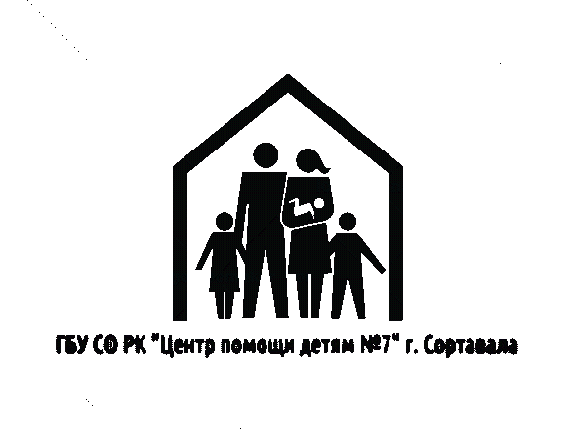 ГБУ СО РК "Центр помощи детям №7" г. Сортавала